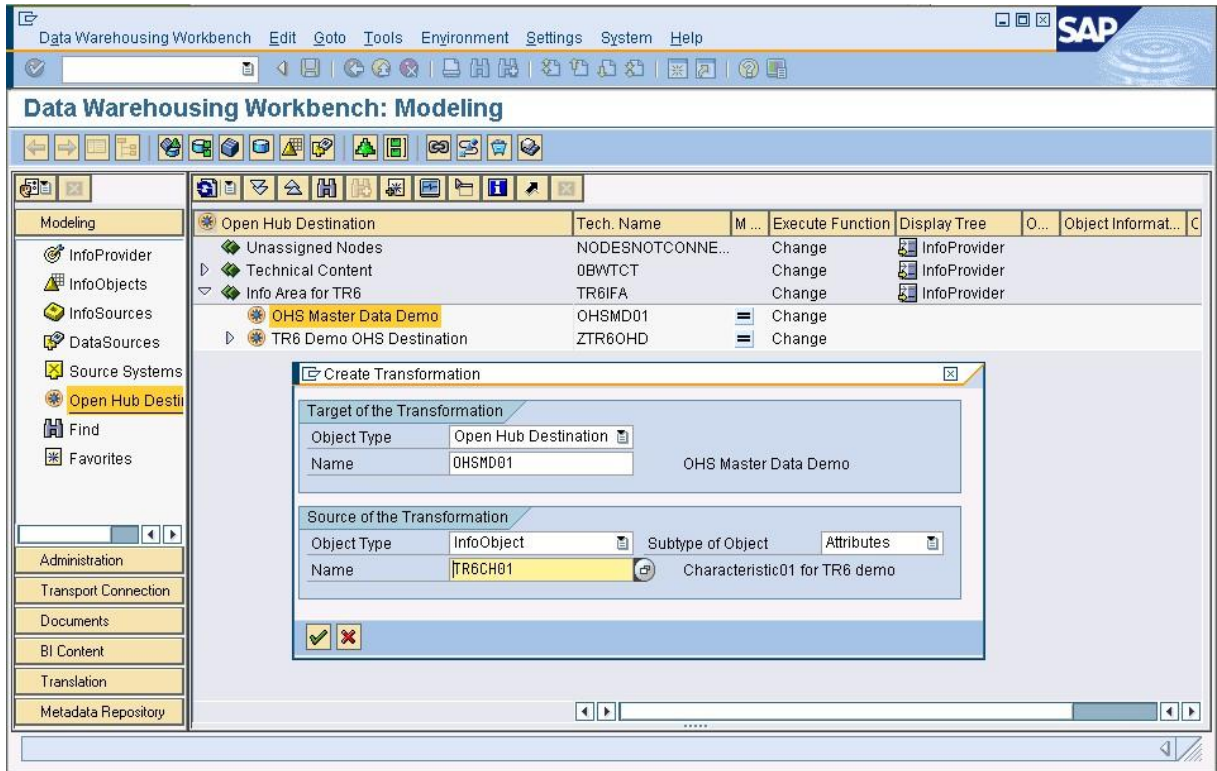 SAP
Data Warehousing Workbench Edit Goto Tools Environment Settings System Help
Data Warehousing Workbench: Modeling
Modeling
InfoProvider
InfoObjects
InfoSources
DataSources
Source Systems
Open Hub Desti
Find
Favorites
Administration
Transport Connection
Documents
BI Content
Translation
Metadata Repository
Open Hub Destination Tech. Name M... Execute Function Display Tree O... Object Informat... C
Unassigned Nodes NODESNOTCONNE... Change InfoProvider
Technical Content 0BWTCT Change InfoProvider
Info Area for TR6 TR6IFA Change InfoProvider
OHS Master Data Demo OHSMD01 = Change
TR6 Demo OHS Destination ZTR6OHD = Change
Create Transformation
Target of the Transformation
Object Type Open Hub Destination
Name OHSMD01 OHS Master Data Demo
Source of the Transformation
Object Type InfoObject Subtype of Object Attributes
Name TR6CH01 Characteristic01 for TR6 demo